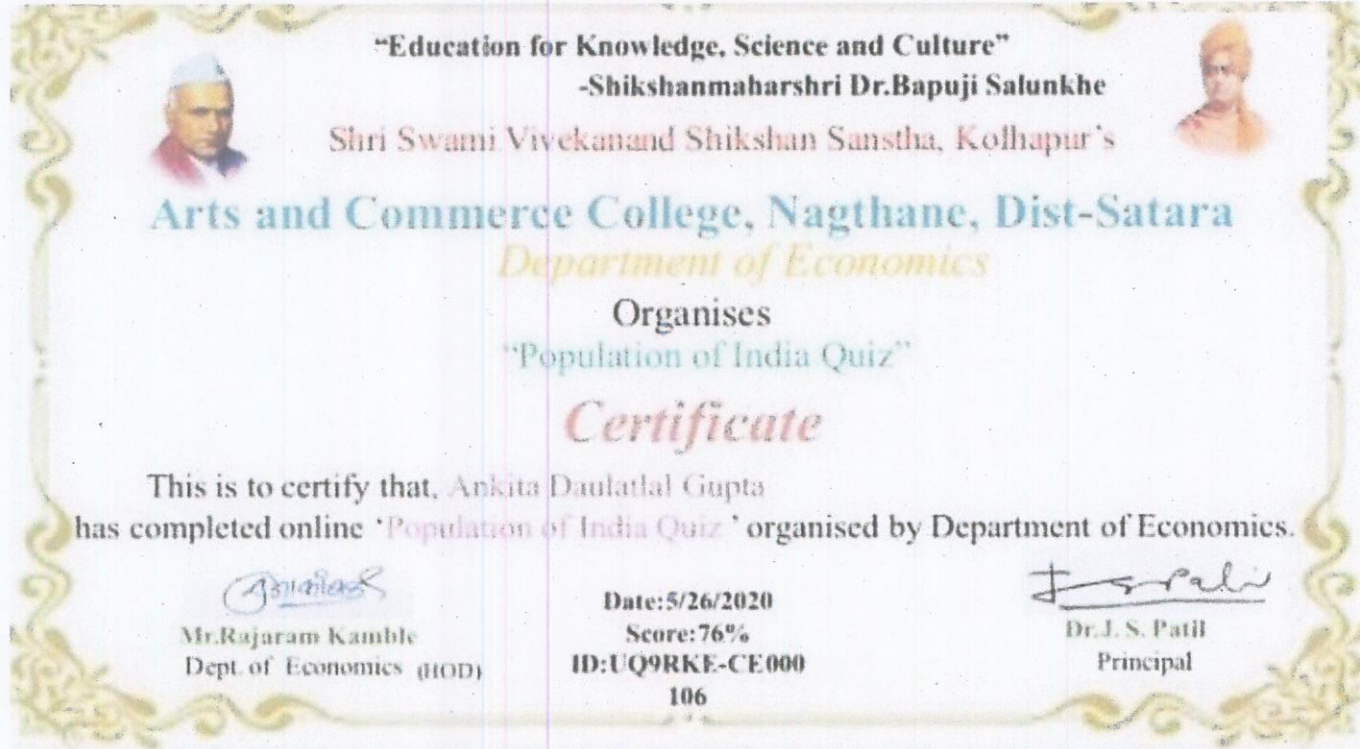 “Education for Knowledge, Science and Culture”
-Shikshanmaharshri Dr.Bapuji Salunkhe
Shri Swami Vivekanand Shikshan Sanstha, Kolhapur’s
Arts and Commerce College, Nagthane, Dist-Satara
Department of Economics
Organises
“Population of India Quiz”
Certificate
This is to certify that, Ankita Daulatlal Gupta
has completed online ‘Population of India Quiz ’ organised by Department of Economics.
Mr.Rajaram Kamble
Dept. of Economics (HOD)
Date:5/26/2020
Score:76%
ID:UQ9RKE-CE000
106
Dr.J. S. Patil
Principal